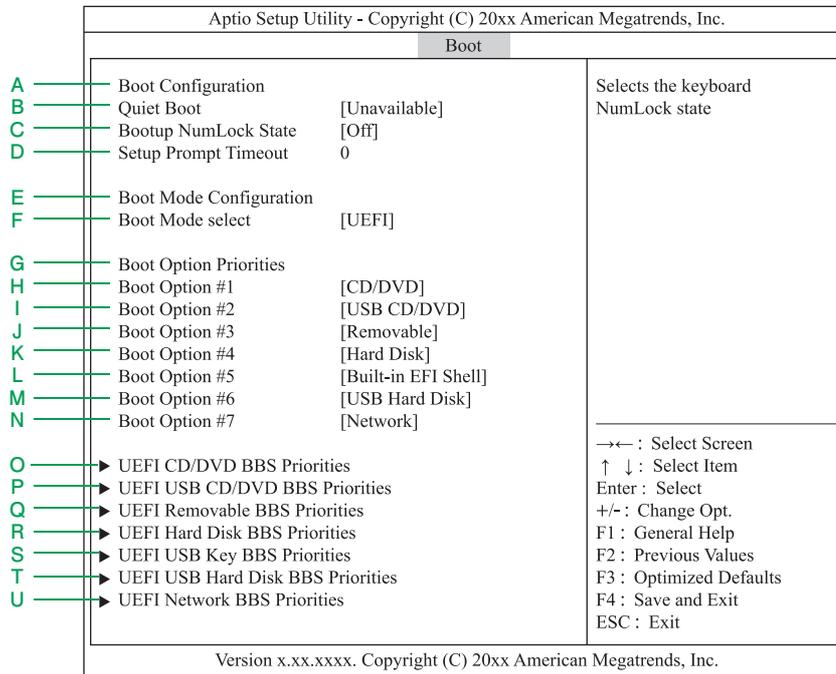 Aptio Setup Utility - Copyright (C) 20xx American Megatrends, Inc.
Boot
A Boot Configuration
B Quiet Boot [Unavailable]
C Bootup NumLock State [Off]
D Setup Prompt Timeout 0
E Boot Mode Configuration
F Boot Mode select [UEFI]
G Boot Option Priorities
H Boot Option #1 [CD/DVD]
I Boot Option #2 [USB CD/DVD]
J Boot Option #3 [Removable]
K Boot Option #4 [Hard Disk]
L Boot Option #5 [Built-in EFI Shell]
M Boot Option #6 [USB Hard Disk]
N Boot Option #7 [Network]
O ▶ UEFI CD/DVD BBS Priorities
P ▶ UEFI USB CD/DVD BBS Priorities
Q ▶ UEFI Removable BBS Priorities
R ▶ UEFI Hard Disk BBS Priorities
S ▶ UEFI USB Key BBS Priorities
T ▶ UEFI USB Hard Disk BBS Priorities
U ▶ UEFI Network BBS Priorities
Selects the keyboard
NumLock state
→← : Select Screen
↑ ↓ : Select Item
Enter : Select
+/- : Change Opt.
F1 : General Help
F2 : Previous Values
F3 : Optimized Defaults
F4 : Save and Exit
ESC : Exit
Version x.xx.xxxx. Copyright (C) 20xx American Megatrends, Inc.